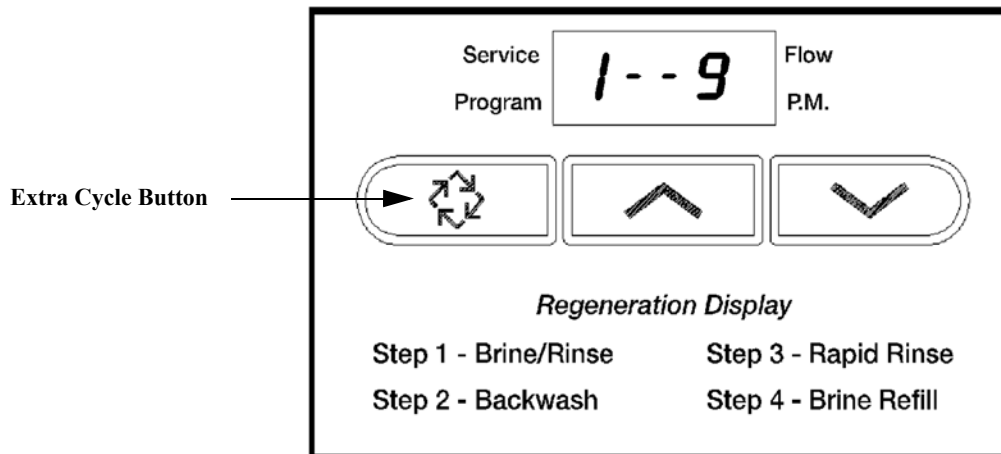 Service
1--9
Flow
Program
P.M.
Extra Cycle Button
Regeneration Display
Step 1 - Brine/Rinse
Step 3 - Rapid Rinse
Step 2 - Backwash
Step 4 - Brine Refill